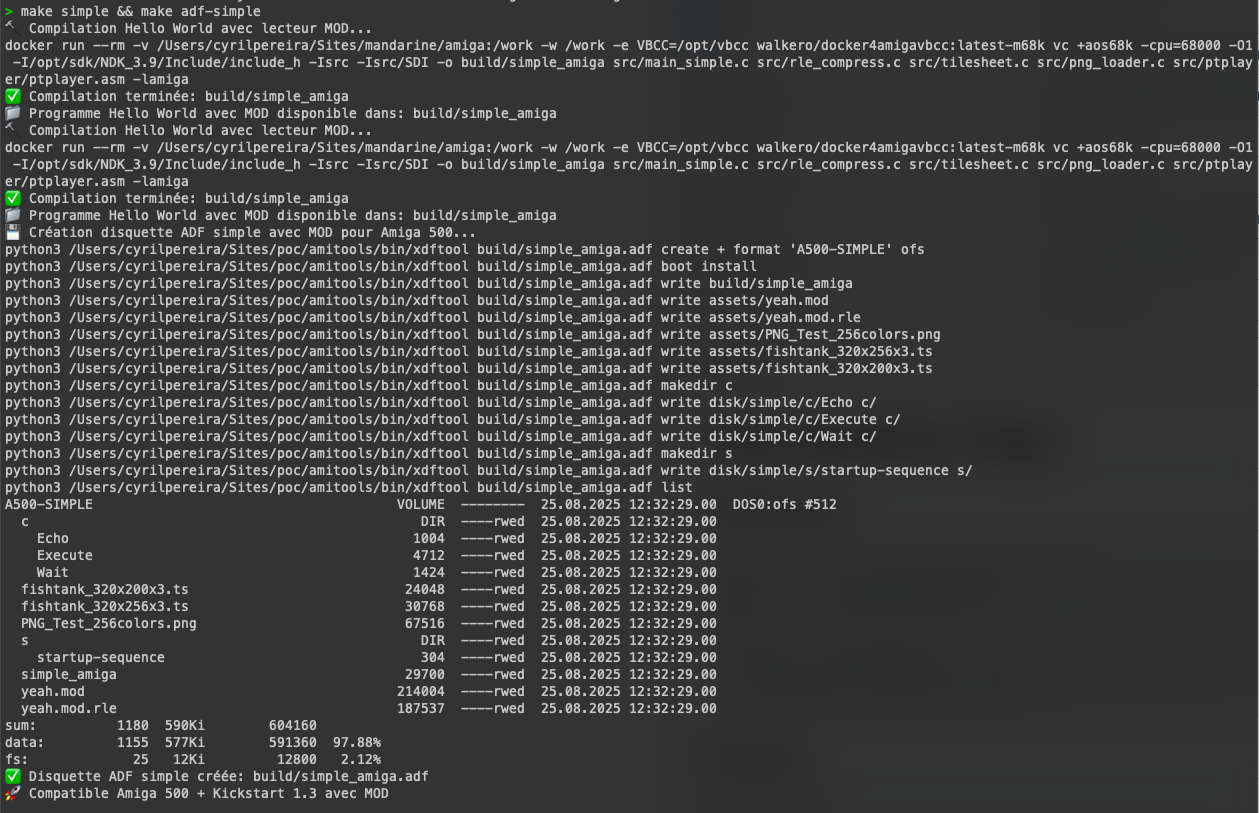 > make simple && make adf-simple
🔨 Compilation Hello World avec lecteur MOD...
docker run --rm -v /Users/cyrilpereira/Sites/mandarine/amiga:/work -w /work -e VBCC=/opt/vbcc walkero/docker4amigavbcc:latest-m68k vc +aos68k -cpu=68000 -O1
 -I/opt/sdk/NDK_3.9/Include/include_h -Isrc -Isrc/SDI -o build/simple_amiga src/main_simple.c src/rle_compress.c src/tilesheet.c src/png_loader.c src/ptplay
er/ptplayer.asm -lamiga
✅ Compilation terminée: build/simple_amiga
📁 Programme Hello World avec MOD disponible dans: build/simple_amiga
🔨 Compilation Hello World avec lecteur MOD...
docker run --rm -v /Users/cyrilpereira/Sites/mandarine/amiga:/work -w /work -e VBCC=/opt/vbcc walkero/docker4amigavbcc:latest-m68k vc +aos68k -cpu=68000 -O1
 -I/opt/sdk/NDK_3.9/Include/include_h -Isrc -Isrc/SDI -o build/simple_amiga src/main_simple.c src/rle_compress.c src/tilesheet.c src/png_loader.c src/ptplay
er/ptplayer.asm -lamiga
✅ Compilation terminée: build/simple_amiga
📁 Programme Hello World avec MOD disponible dans: build/simple_amiga
💾 Création disquette ADF simple avec MOD pour Amiga 500...
python3 /Users/cyrilpereira/Sites/poc/amitools/bin/xdftool build/simple_amiga.adf create + format 'A500-SIMPLE' ofs
python3 /Users/cyrilpereira/Sites/poc/amitools/bin/xdftool build/simple_amiga.adf boot install
python3 /Users/cyrilpereira/Sites/poc/amitools/bin/xdftool build/simple_amiga.adf write build/simple_amiga
python3 /Users/cyrilpereira/Sites/poc/amitools/bin/xdftool build/simple_amiga.adf write assets/yeah.mod
python3 /Users/cyrilpereira/Sites/poc/amitools/bin/xdftool build/simple_amiga.adf write assets/yeah.mod.rle
python3 /Users/cyrilpereira/Sites/poc/amitools/bin/xdftool build/simple_amiga.adf write assets/PNG_Test_256colors.png
python3 /Users/cyrilpereira/Sites/poc/amitools/bin/xdftool build/simple_amiga.adf write assets/fishtank_320x256x3.ts
python3 /Users/cyrilpereira/Sites/poc/amitools/bin/xdftool build/simple_amiga.adf write assets/fishtank_320x200x3.ts
python3 /Users/cyrilpereira/Sites/poc/amitools/bin/xdftool build/simple_amiga.adf makedir c
python3 /Users/cyrilpereira/Sites/poc/amitools/bin/xdftool build/simple_amiga.adf write disk/simple/c/Echo c/
python3 /Users/cyrilpereira/Sites/poc/amitools/bin/xdftool build/simple_amiga.adf write disk/simple/c/Execute c/
python3 /Users/cyrilpereira/Sites/poc/amitools/bin/xdftool build/simple_amiga.adf write disk/simple/c/Wait c/
python3 /Users/cyrilpereira/Sites/poc/amitools/bin/xdftool build/simple_amiga.adf makedir s
python3 /Users/cyrilpereira/Sites/poc/amitools/bin/xdftool build/simple_amiga.adf write disk/simple/s/startup-sequence s/
python3 /Users/cyrilpereira/Sites/poc/amitools/bin/xdftool build/simple_amiga.adf list
A500-SIMPLE                                      VOLUME  --------  25.08.2025 12:32:29.00  DOS0:ofs #512
  c                                                 DIR  ----rwed  25.08.2025 12:32:29.00
    Echo                                           1004  ----rwed  25.08.2025 12:32:29.00
    Execute                                        4712  ----rwed  25.08.2025 12:32:29.00
    Wait                                           1424  ----rwed  25.08.2025 12:32:29.00
  fishtank_320x200x3.ts                           24048  ----rwed  25.08.2025 12:32:29.00
  fishtank_320x256x3.ts                           30768  ----rwed  25.08.2025 12:32:29.00
  PNG_Test_256colors.png                          67516  ----rwed  25.08.2025 12:32:29.00
  s                                                 DIR  ----rwed  25.08.2025 12:32:29.00
    startup-sequence                                304  ----rwed  25.08.2025 12:32:29.00
  simple_amiga                                    29700  ----rwed  25.08.2025 12:32:29.00
  yeah.mod                                       214004  ----rwed  25.08.2025 12:32:29.00
  yeah.mod.rle                                   187537  ----rwed  25.08.2025 12:32:29.00
sum:          1180  590Ki        604160
data:         1155  577Ki        591360  97.88%
fs:             25   12Ki         12800   2.12%
✅ Disquette ADF simple créée: build/simple_amiga.adf
🚀 Compatible Amiga 500 + Kickstart 1.3 avec MOD